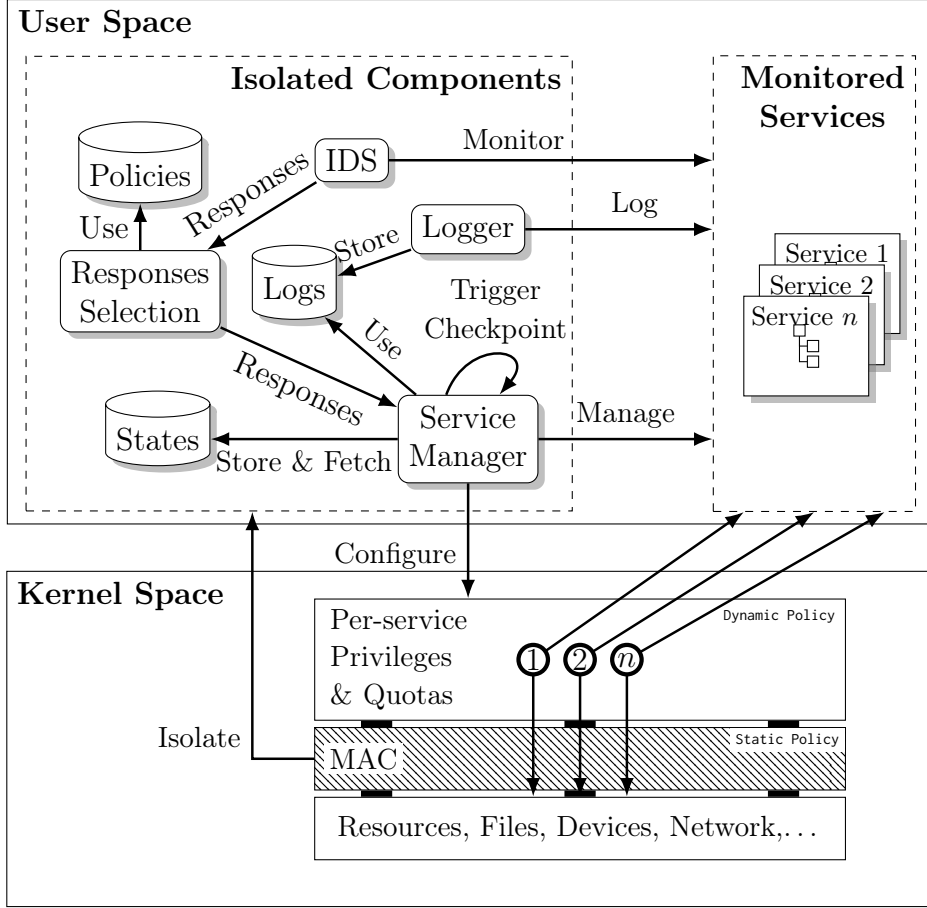 User Space
Isolated Components
Monitored
Services
IDS
Monitor
Policies
Responses
Use
Logger
Log
Store
Responses
Selection
Logs
Trigger
Checkpoint
Service 1
Service 2
Service n
Use
Responses
States
Service
Manager
Manage
Store & Fetch
Configure
Kernel Space
Per-service
Privileges
& Quotas
Dynamic Policy
1
2
n
Isolate
MAC
Static Policy
Resources, Files, Devices, Network,...